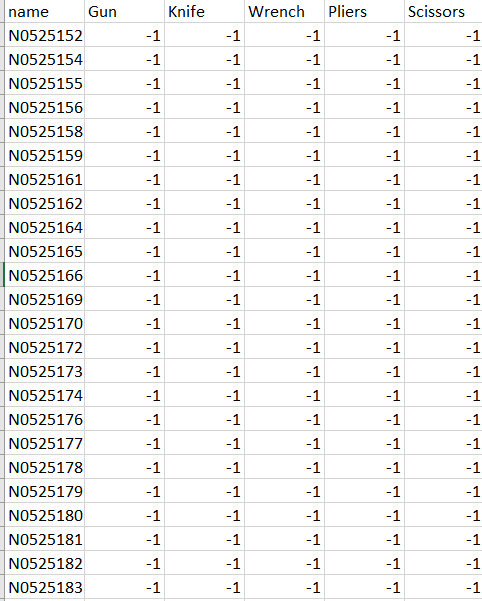 name Gun Knife Wrench Pliers Scissors
N0525152 -1 -1 -1 -1 -1
N0525154 -1 -1 -1 -1 -1
N0525155 -1 -1 -1 -1 -1
N0525156 -1 -1 -1 -1 -1
N0525158 -1 -1 -1 -1 -1
N0525159 -1 -1 -1 -1 -1
N0525161 -1 -1 -1 -1 -1
N0525162 -1 -1 -1 -1 -1
N0525164 -1 -1 -1 -1 -1
N0525165 -1 -1 -1 -1 -1
N0525166 -1 -1 -1 -1 -1
N0525169 -1 -1 -1 -1 -1
N0525170 -1 -1 -1 -1 -1
N0525172 -1 -1 -1 -1 -1
N0525173 -1 -1 -1 -1 -1
N0525174 -1 -1 -1 -1 -1
N0525176 -1 -1 -1 -1 -1
N0525177 -1 -1 -1 -1 -1
N0525178 -1 -1 -1 -1 -1
N0525179 -1 -1 -1 -1 -1
N0525180 -1 -1 -1 -1 -1
N0525181 -1 -1 -1 -1 -1
N0525182 -1 -1 -1 -1 -1
N0525183 -1 -1 -1 -1 -1